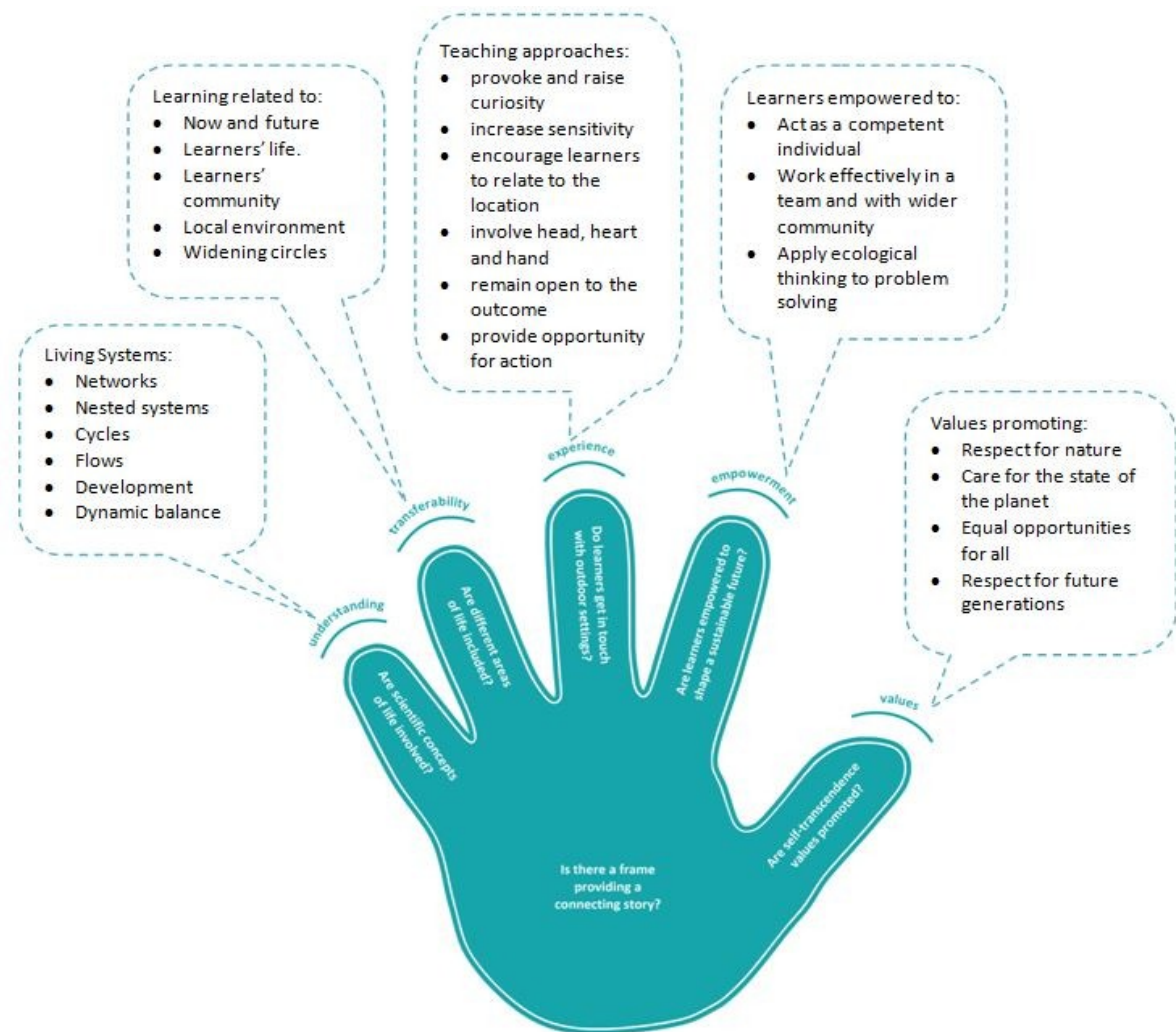 Teaching approaches:
● provoke and raise
curiosity
● increase sensitivity
● encourage learners
to relate to the
location
● involve head, heart
and hand
● remain open to the
outcome
● provide opportunity
for action
Learning related to:
● Now and future
● Learners’ life.
● Learners’
community
● Local environment
● Widening circles
Learners empowered to:
● Act as a competent
individual
● Work effectively in a
team and with wider
community
● Apply ecological
thinking to problem
solving
Living Systems:
● Networks
● Nested systems
● Cycles
● Flows
● Development
● Dynamic balance
Values promoting:
● Respect for nature
● Care for the state of
the planet
● Equal opportunities
for all
● Respect for future
generations
understanding
Are scientific concepts
of life involved?
transferability
Are different areas
of life included?
experience
Do learners get in touch
with outdoor settings?
empowerment
Are learners empowered to
shape a sustainable future?
values
Are self-transcendence
values promoted?
Is there a frame
providing a
connecting story?